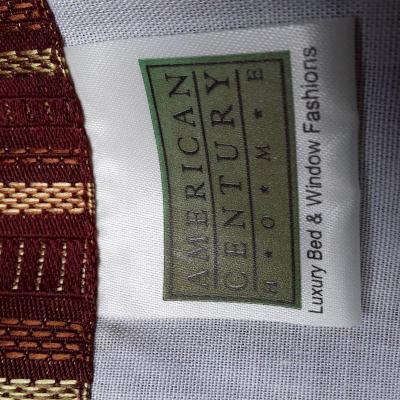 AMERICAN
CENTURY
H * O * M * E
Luxury Bed & Window Fashions